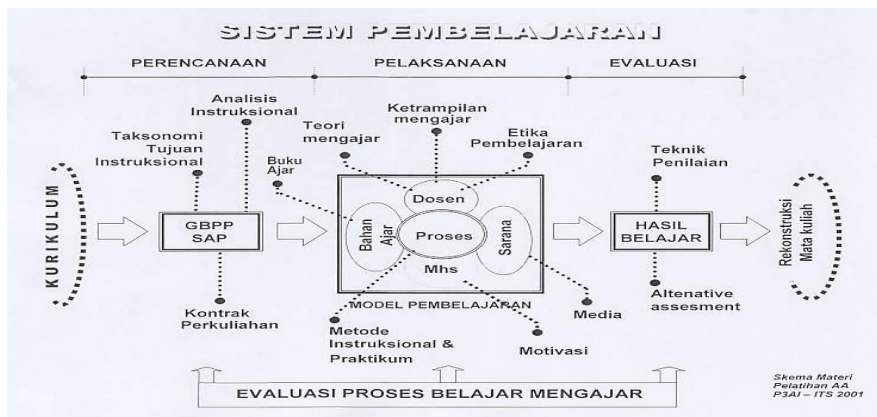 SISTEM PEMBELAJARAN
PERENCANAAN
PELAKSANAAN
EVALUASI
Analisis
Instruksional
Taksonomi
Tujuan
Instruksional
Buku
Ajar
Teori
mengajar
Ketrampilan
mengajar
Etika
Pembelajaran
Teknik
Penilaian
KURIKULUM
GBPP
SAP
Dosen
Bahan
Ajar
Proses
Sarana
Mhs
MODEL PEMBELAJARAN
HASIL
BELAJAR
Rekonstruksi
Mata kuliah
Kontrak
Perkuliahan
Metode
Instruksional &
Praktikum
Motivasi
Media
Altenative
assesment
EVALUASI PROSES BELAJAR MENGAJAR
Skema Materi
Pelatihan AA
P3AI – ITS 2001